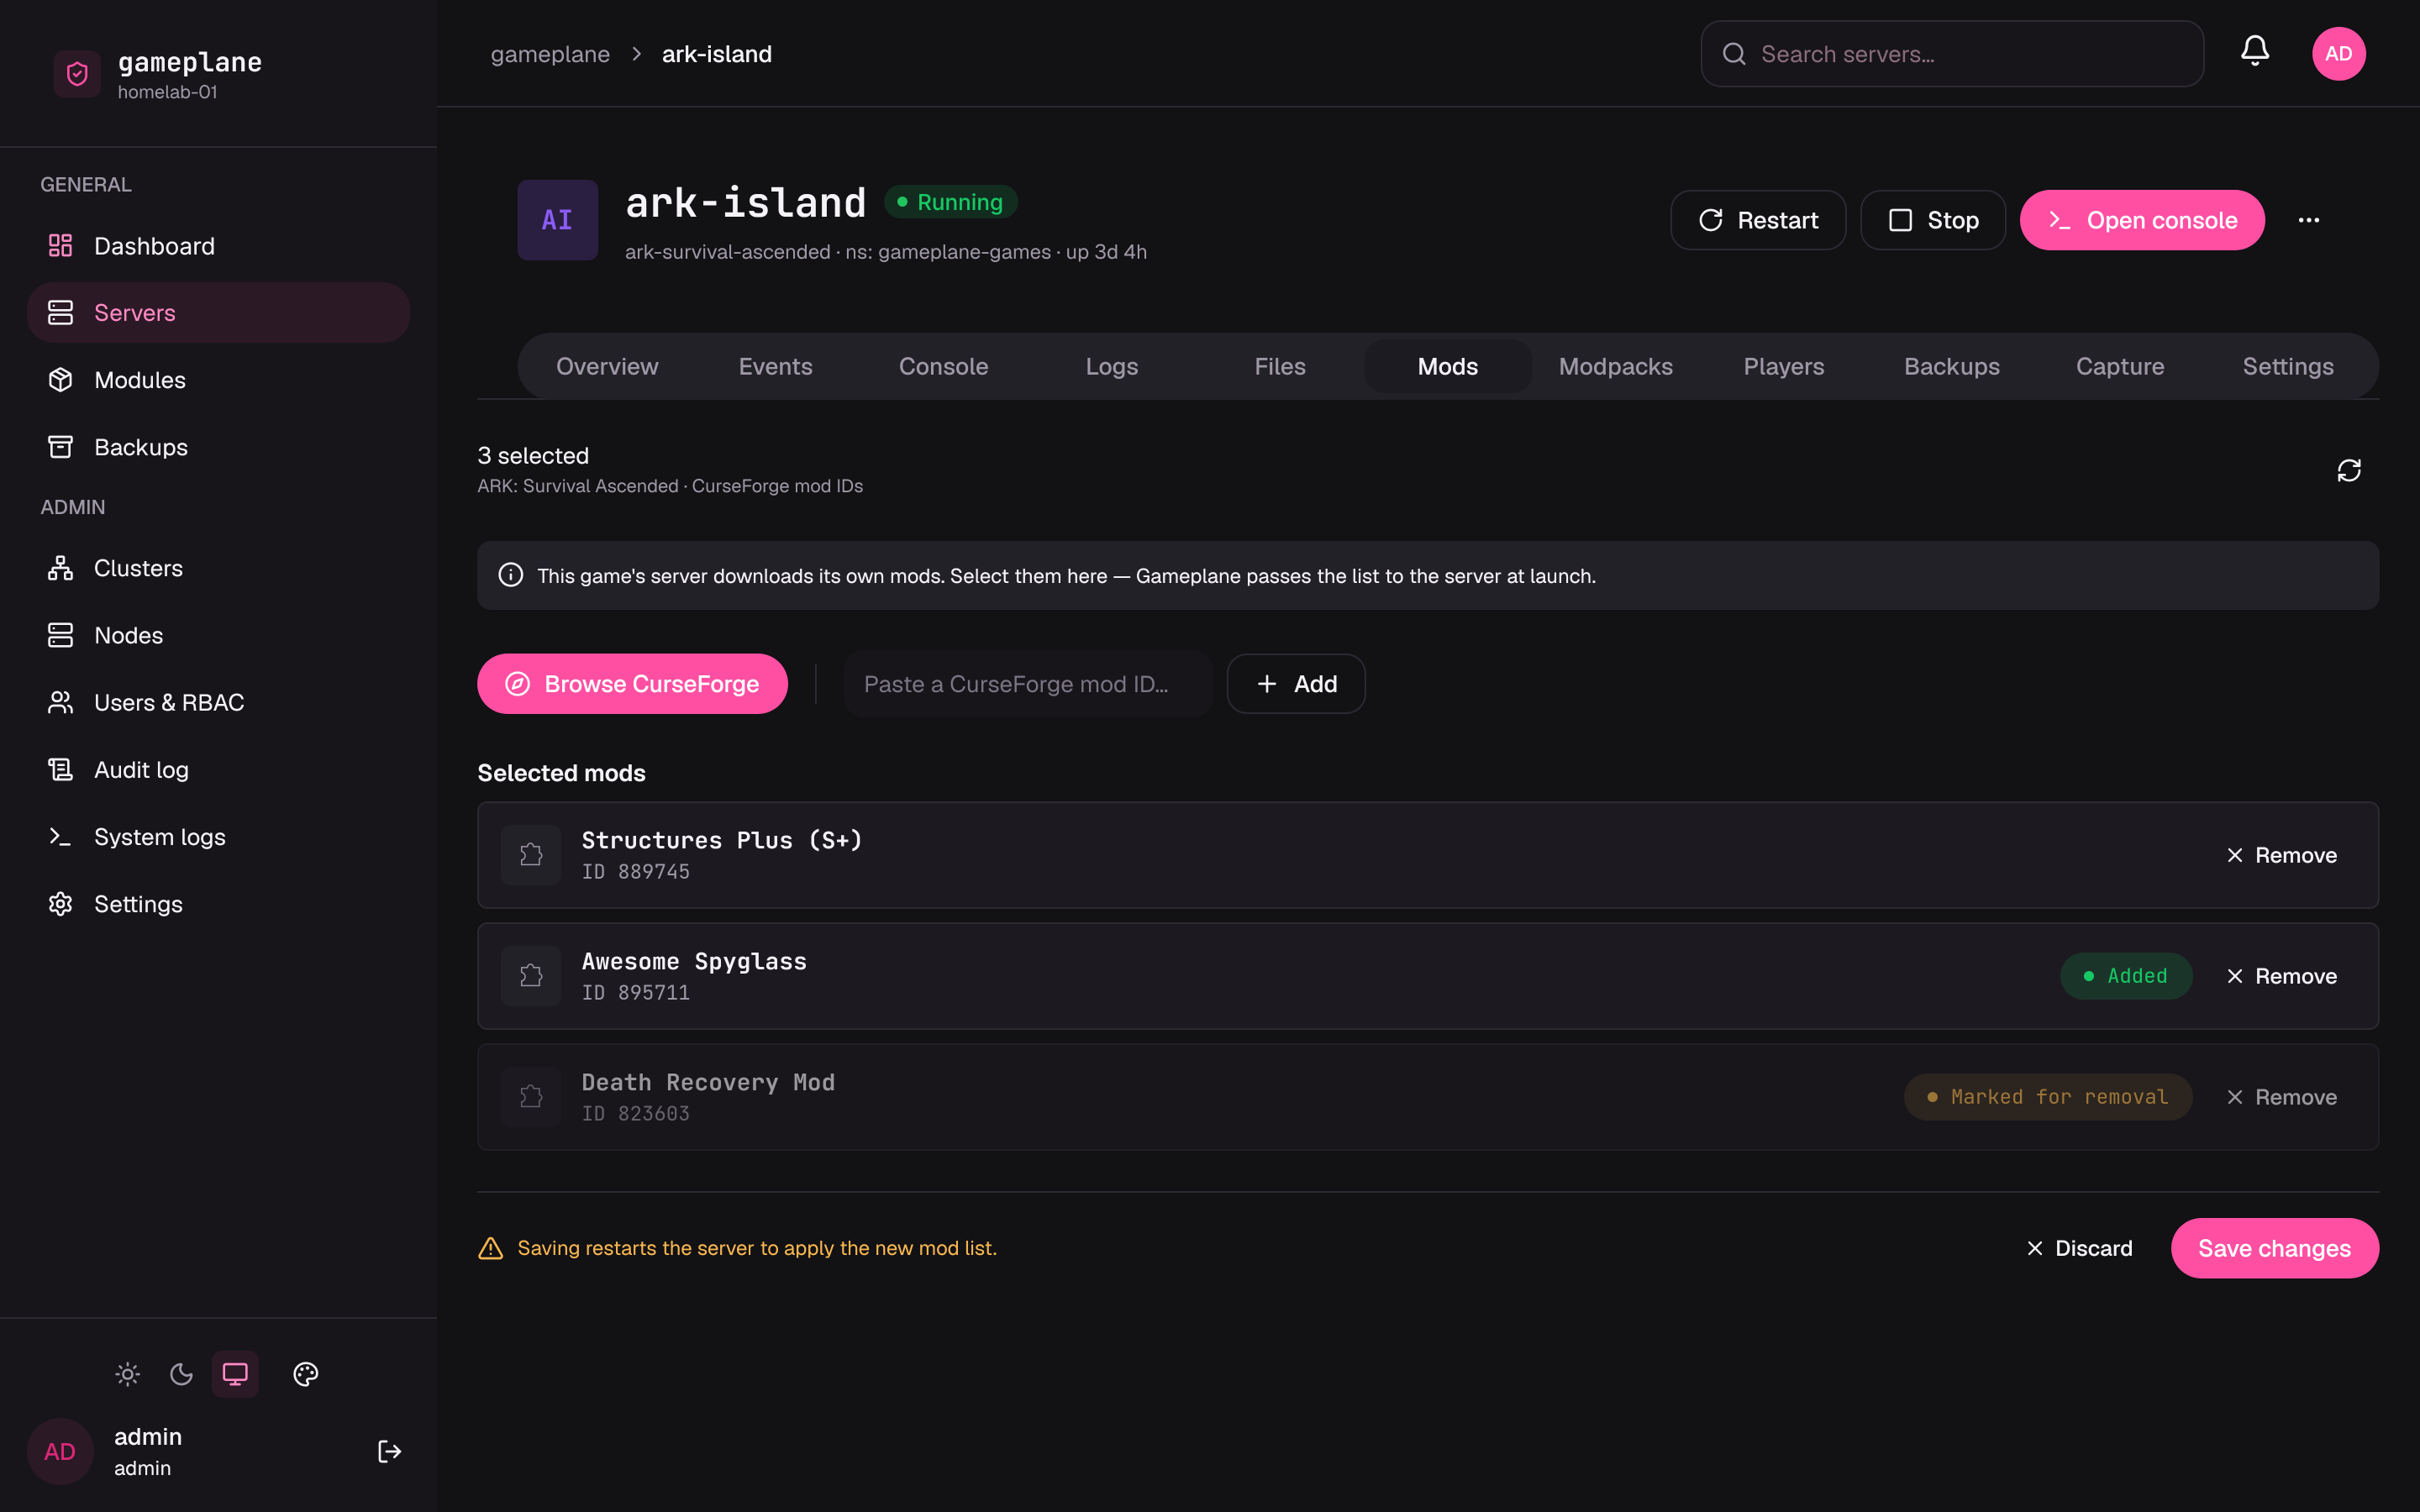 gameplane
homelab-01
GENERAL
Dashboard
Servers
Modules
Backups
ADMIN
Clusters
Nodes
Users & RBAC
Audit log
System logs
Settings
AD
admin
admin
gameplane > ark-island
Search servers...
AD
AI
ark-island
Running
ark-survival-ascended · ns: gameplane-games · up 3d 4h
Restart
Stop
Open console
Overview
Events
Console
Logs
Files
Mods
Modpacks
Players
Backups
Capture
Settings
3 selected
ARK: Survival Ascended · CurseForge mod IDs
This game's server downloads its own mods. Select them here — Gameplane passes the list to the server at launch.
Browse CurseForge
Paste a CurseForge mod ID...
Add
Selected mods
Structures Plus (S+)
ID 889745
Remove
Awesome Spyglass
ID 895711
Added
Remove
Death Recovery Mod
ID 823603
Marked for removal
Remove
Saving restarts the server to apply the new mod list.
Discard
Save changes